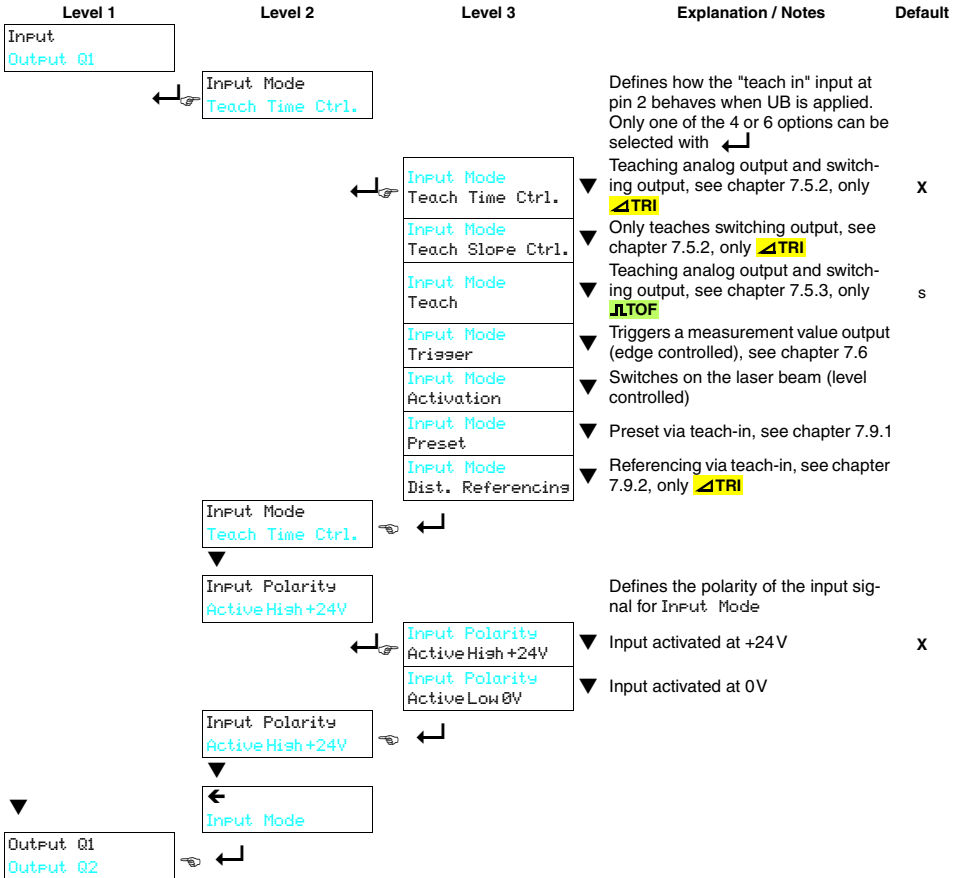 Level 1 Level 2 Level 3 Explanation / Notes Default
Input
Output Q1
Input Mode
Teach Time Ctrl.
Defines how the "teach in" input at
pin 2 behaves when UB is applied.
Only one of the 4 or 6 options can be
selected with
Input Mode
Teach Time Ctrl.
Teaching analog output and switch-
ing output, see chapter 7.5.2, only
TRI
X
Input Mode
Teach Slope Ctrl.
Only teaches switching output, see
chapter 7.5.2, only TRI
Input Mode
Teach
Teaching analog output and switch-
ing output, see chapter 7.5.3, only
TOF
s
Input Mode
Trigger
Triggers a measurement value output
(edge controlled), see chapter 7.6
Input Mode
Activation
Switches on the laser beam (level
controlled)
Input Mode
Preset
Preset via teach-in, see chapter 7.9.1
Input Mode
Dist. Referencing
Referencing via teach-in, see chapter
7.9.2, only TRI
Input Mode
Teach Time Ctrl.
Input Polarity
Active High +24V
Defines the polarity of the input sig-
nal for Input Mode
Input Polarity
Active High +24V
Input activated at +24V
X
Input Polarity
Active Low 0V
Input activated at 0V
Input Polarity
Active High +24V
Input Mode
Output Q1
Output Q2